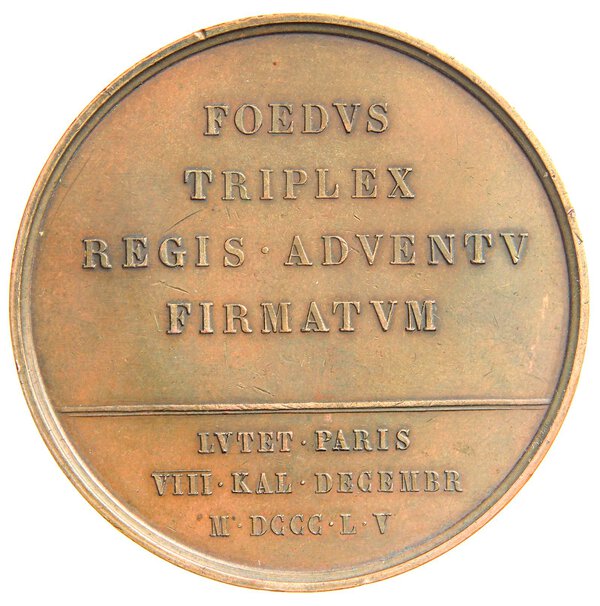 FOEDVS
TRIPLEX
REGIS · ADVENTV
FIRMATVM
LVTET · PARIS
VIII · KAL · DECEMBR
M · DCCC · L · V